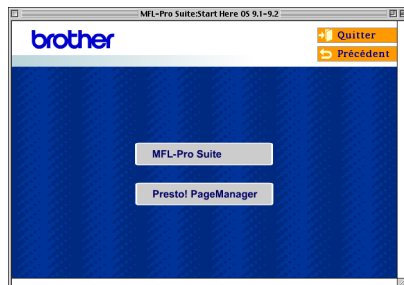 MFL-Pro Suite:Start Here OS 9.1-9.2
brother
Quitter
Précédent
MFL-Pro Suite
Presto! PageManager